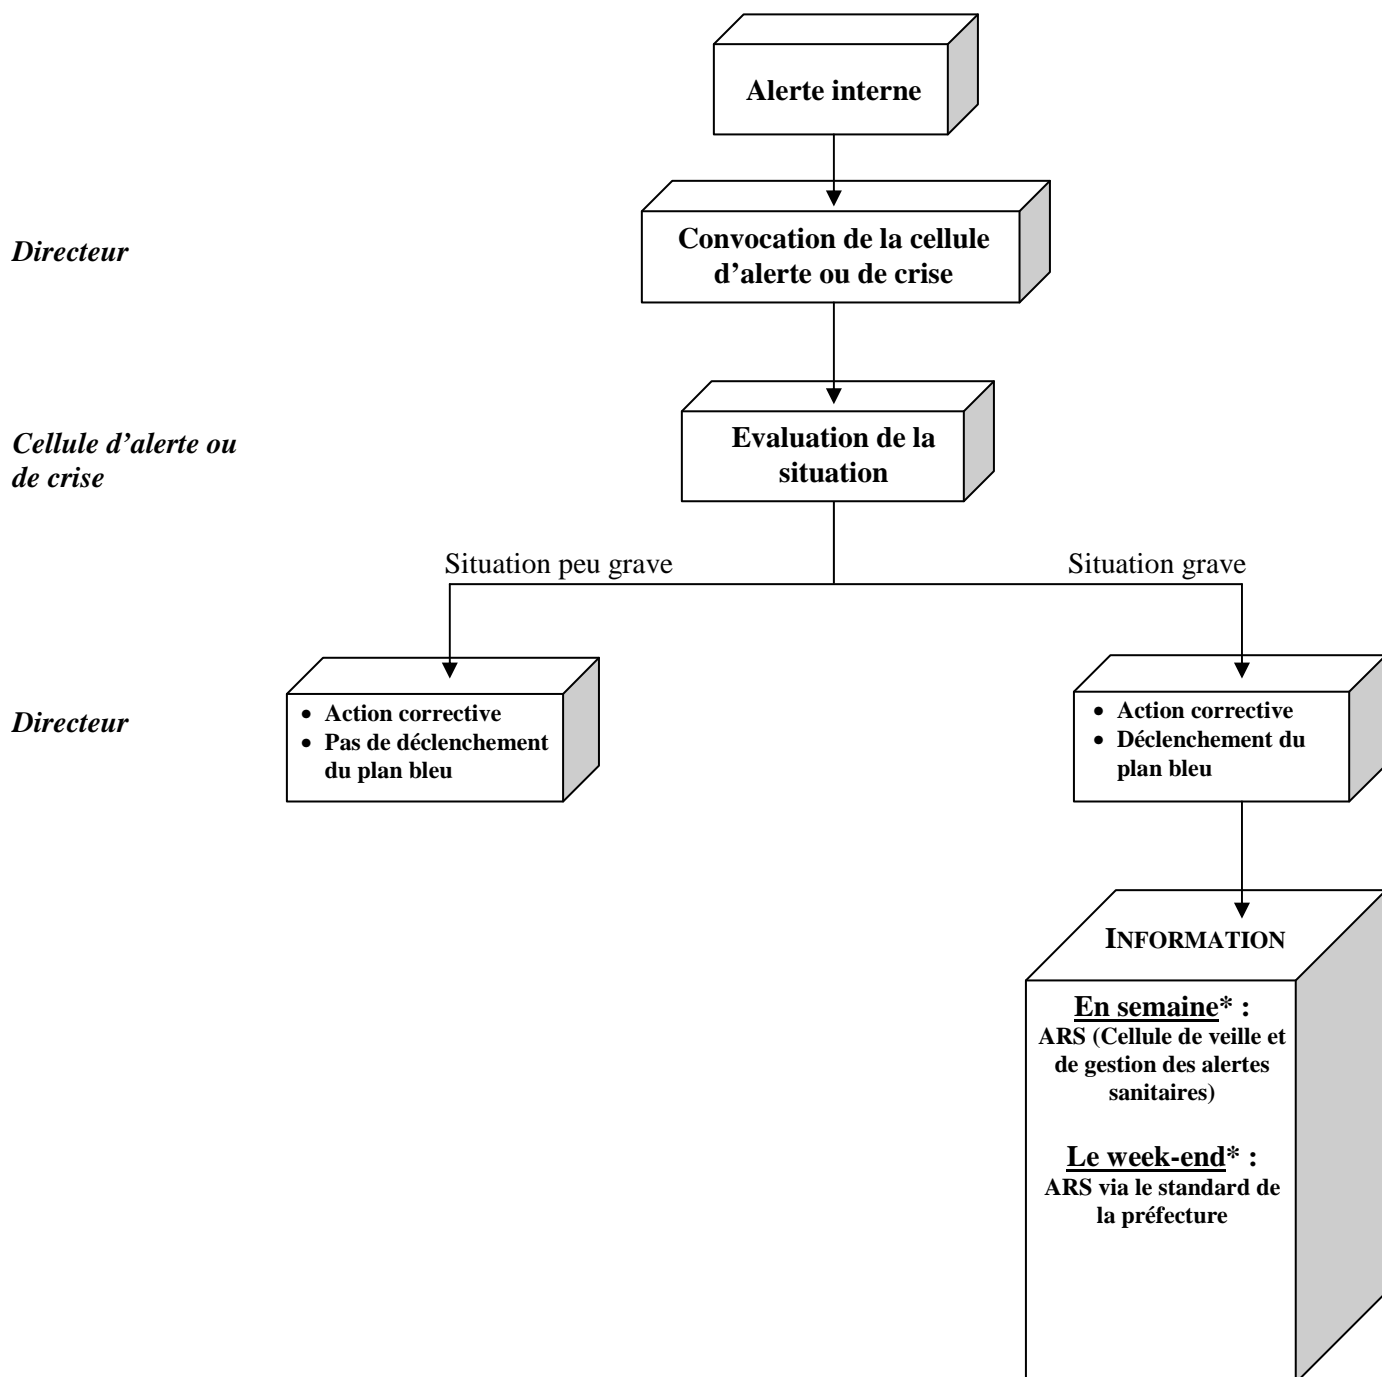 Alerte interne
Directeur
Convocation de la cellule
d’alerte ou de crise
Cellule d’alerte ou
de crise
Evaluation de la
situation
Situation peu grave
Situation grave
Directeur
• Action corrective
• Pas de déclenchement
du plan bleu
• Action corrective
• Déclenchement du
plan bleu
INFORMATION
En semaine* :
ARS (Cellule de veille et
de gestion des alertes
sanitaires)
Le week-end* :
ARS via le standard de
la préfecture